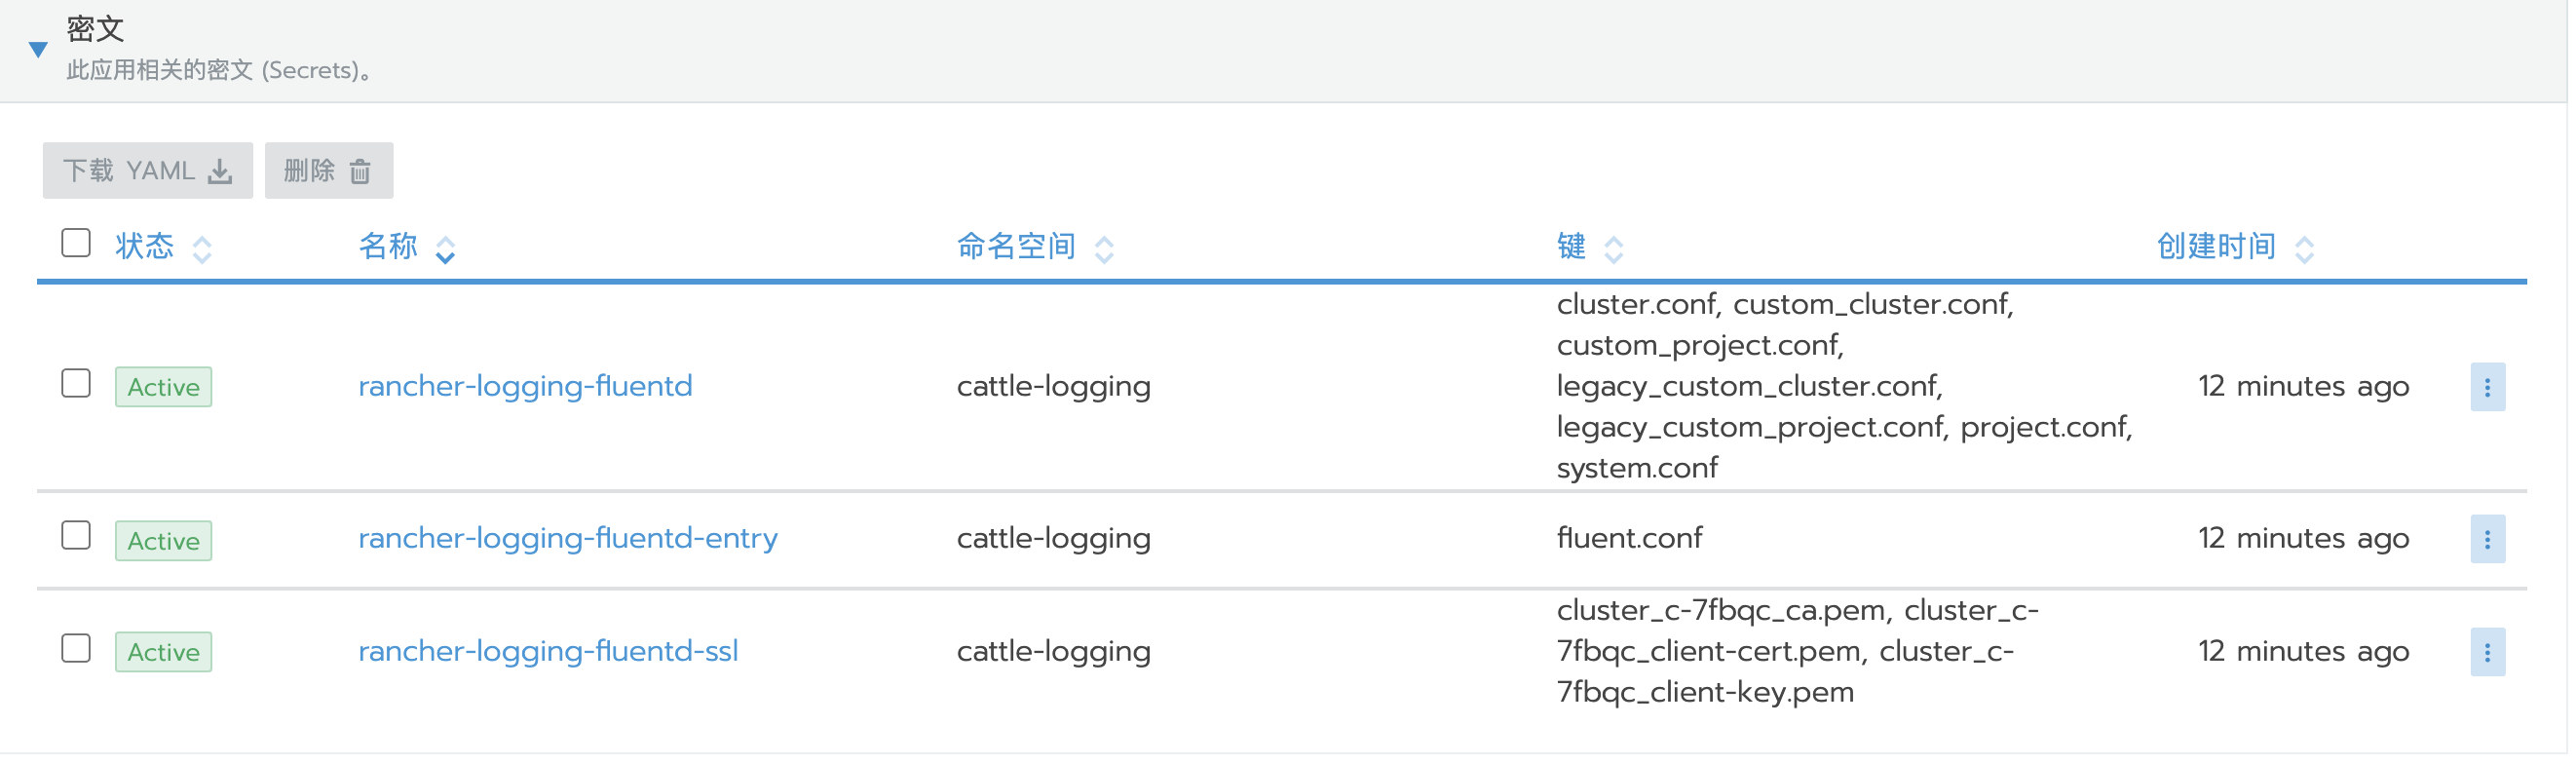 密文
此应用相关的密文 (Secrets)。
下载 YAML 删除
状态 名称 命名空间 键 创建时间
cluster.conf, custom_cluster.conf,
custom_project.conf,
Active rancher-logging-fluentd cattle-logging legacy_custom_cluster.conf, 12 minutes ago
legacy_custom_project.conf, project.conf,
system.conf
Active rancher-logging-fluentd-entry cattle-logging fluent.conf 12 minutes ago
cluster_c-7fbqc_ca.pem, cluster_c-
Active rancher-logging-fluentd-ssl cattle-logging 7fbqc_client-cert.pem, cluster_c- 12 minutes ago
7fbqc_client-key.pem